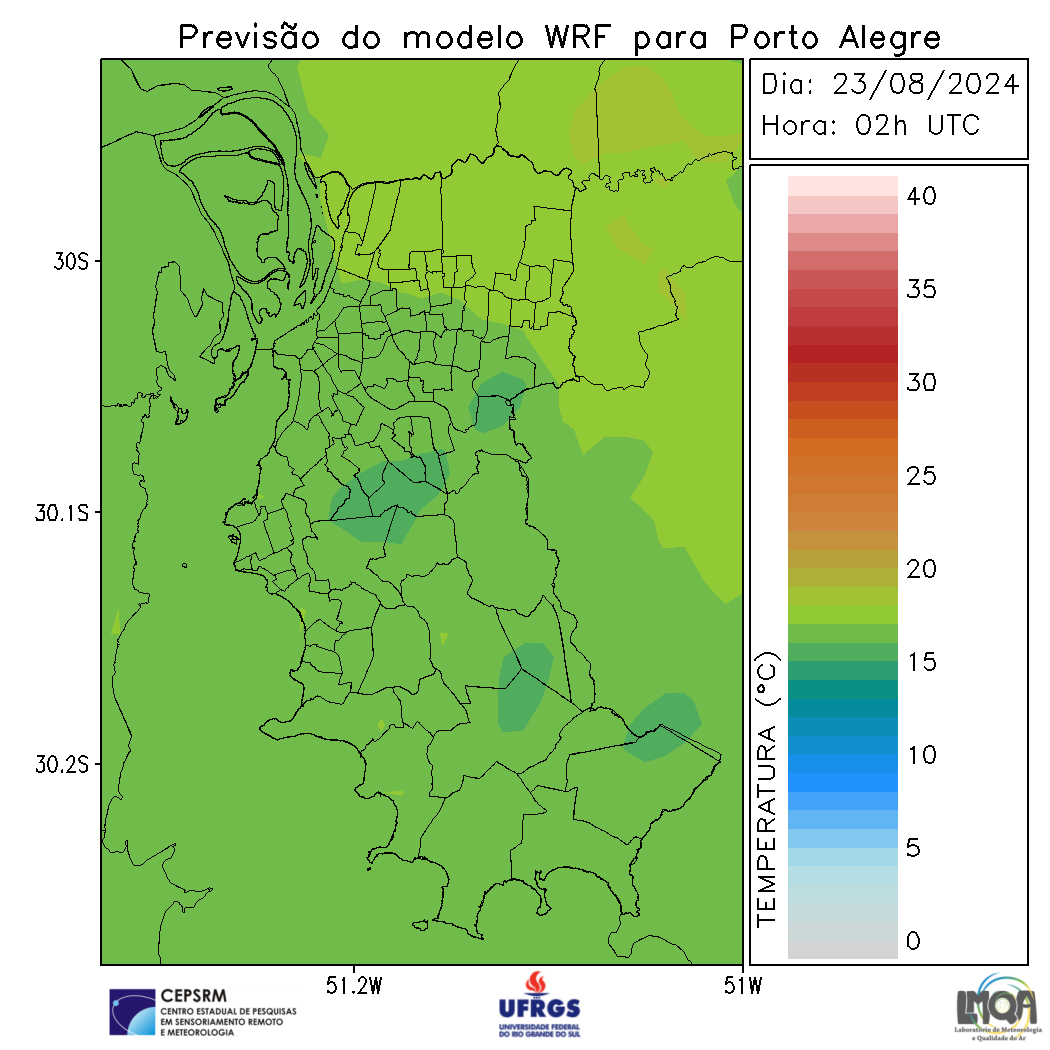 Previsão do modelo WRF para Porto Alegre
Dia: 23/08/2024
Hora: 02h UTC
40
35
30
25
20
15
10
5
0
TEMPERATURA (°C)
30S
30.1S
30.2S
51.2W
51W
CEPSRM
CENTRO ESTADUAL DE PESQUISAS
EM SENSORIAMENTO REMOTO
E METEOROLOGIA
UFRGS
UNIVERSIDADE FEDERAL
DO RIO GRANDE DO SUL
LMQA
Laboratório de Meteorologia
e Qualidade do Ar